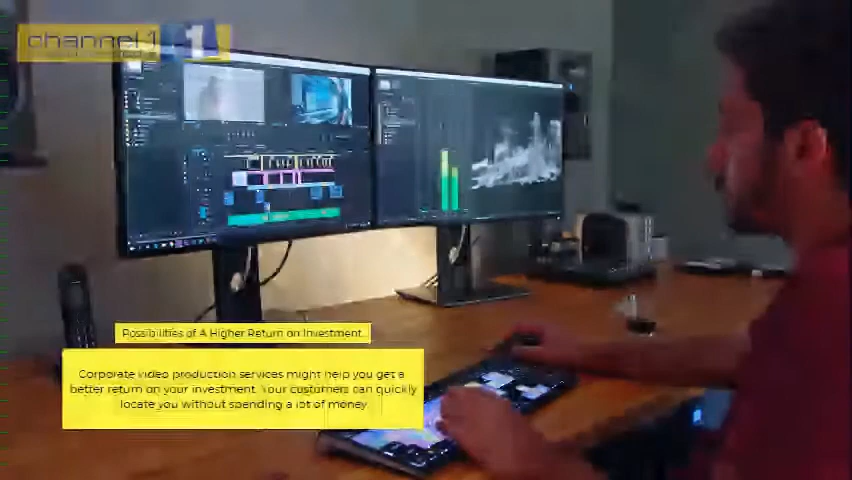 channel 1
1
Possibilities of A Higher Return on Investment.
Corporate video production services might help you get a
better return on your investment. Your customers can quickly
locate you without spending a lot of money.